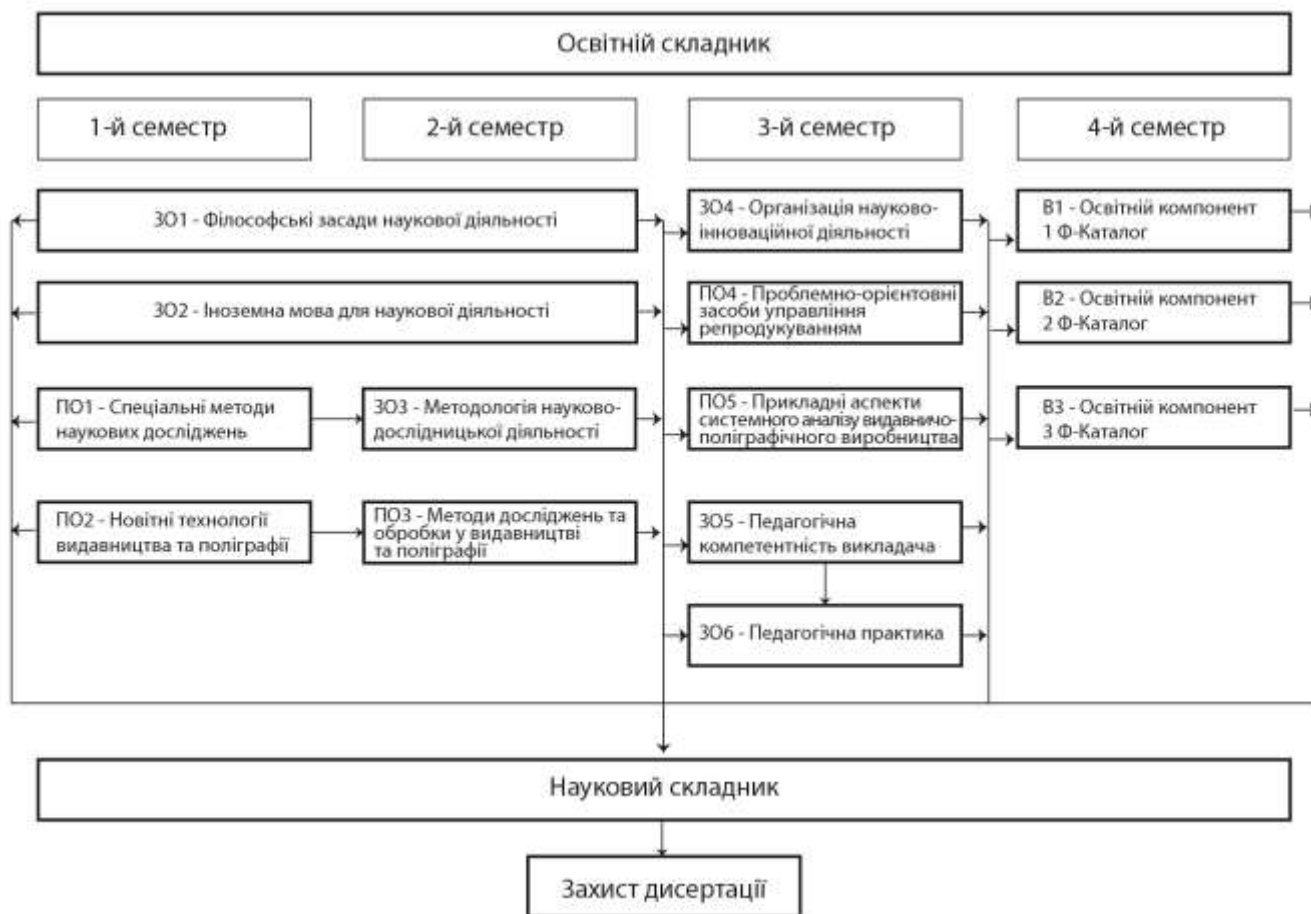 Освітній складник
1-й семестр
2-й семестр
3-й семестр
4-й семестр
ЗО1 - Філософські засади наукової діяльності
ЗО4 - Організація науково-
інноваційної діяльності
В1 - Освітній компонент
1 Ф-Каталог
ЗО2 - Іноземна мова для наукової діяльності
ПО4 - Проблемно-орієнтовні
засоби управління
репродукуванням
В2 - Освітній компонент
2 Ф-Каталог
ПО1 - Спеціальні методи
наукових досліджень
ЗО3 - Методологія науково-
дослідницької діяльності
ПО5 - Прикладні аспекти
системного аналізу видавничо-
поліграфічного виробництва
В3 - Освітній компонент
3 Ф-Каталог
ПО2 - Новітні технології
видавництва та поліграфії
ПО3 - Методи досліджень та
обробки у видавництві
та поліграфії
ЗО5 - Педагогічна
компетентність викладача
ЗО6 - Педагогічна практика
Науковий складник
Захист дисертації